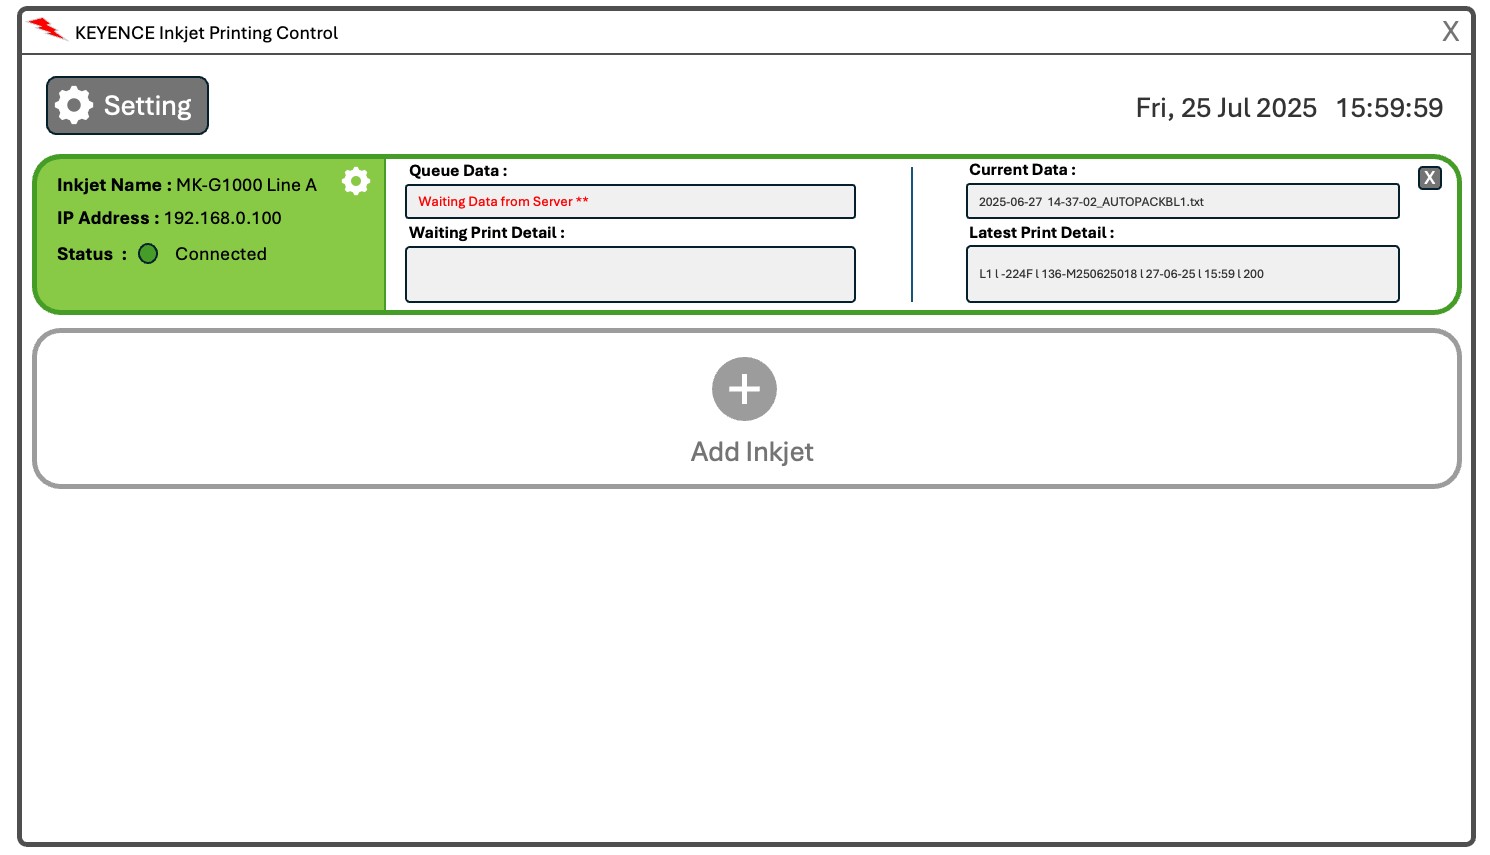 KEYENCE Inkjet Printing Control
X
Setting
Fri, 25 Jul 2025 15:59:59
Inkjet Name : MK-G1000 Line A
IP Address : 192.168.0.100
Status : Connected
Queue Data :
Waiting Data from Server **
Waiting Print Detail :
Current Data :
X
2025-06-27 14-37-02_AUTOPACKBL1.txt
Latest Print Detail :
L1 l -224F l 136-M250625018 l 27-06-25 l 15:59 l 200
Add Inkjet